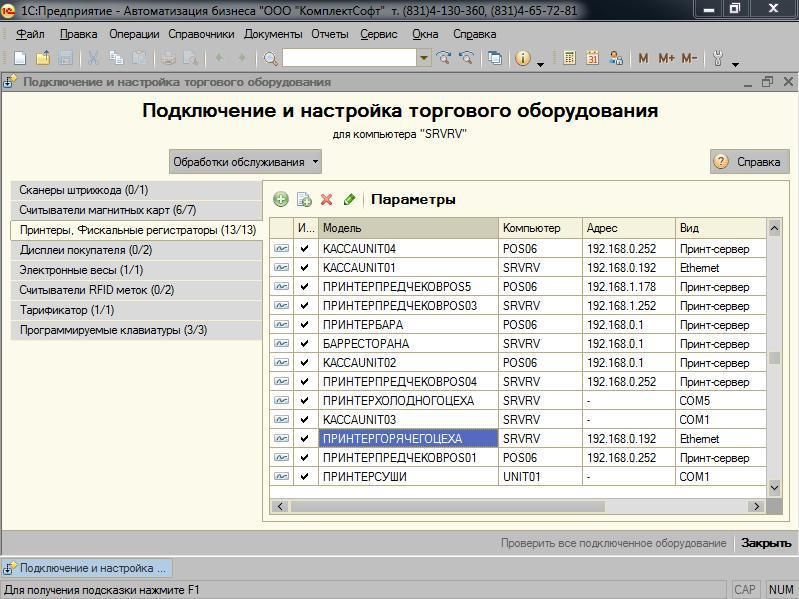 1С:Предприятие - Автоматизация бизнеса "ООО "КомплектСофт" т. (831)4-130-360, (831)4-65-72-81
Файл Правка Операции Справочники Документы Отчеты Сервис Окна Справка
M M+ M-
Подключение и настройка торгового оборудования
Подключение и настройка торгового оборудования
для компьютера "SRVRV"
Обработки обслуживания Справка
Сканеры штрихкода (0/1)
Считыватели магнитных карт (6/7)
Принтеры, Фискальные регистраторы (13/13)
Дисплеи покупателя (0/2)
Электронные весы (1/1)
Считыватели RFID меток (0/2)
Тарификатор (1/1)
Программируемые клавиатуры (3/3)
Параметры
И... Модель Компьютер Адрес Вид
КАССАUNIT04 POS06 192.168.0.252 Принт-сервер
КАССАUNIT01 SRVRV 192.168.0.192 Ethernet
ПРИНТЕРПРЕДЧЕКОВPOS5 POS06 192.168.1.178 Принт-сервер
ПРИНТЕРПРЕДЧЕКОВPOS03 SRVRV 192.168.1.252 Принт-сервер
ПРИНТЕРБАРА POS06 192.168.0.1 Принт-сервер
БАРРЕСТОРАНА SRVRV 192.168.0.1 Принт-сервер
КАССАUNIT02 POS06 192.168.0.1 Принт-сервер
ПРИНТЕРПРЕДЧЕКОВPOS04 SRVRV 192.168.0.252 Принт-сервер
ПРИНТЕРХОЛОДНОГОЦЕХА SRVRV - COM5
КАССАUNIT03 SRVRV - COM1
ПРИНТЕРГОРЯЧЕГОЦЕХА SRVRV 192.168.0.192 Ethernet
ПРИНТЕРПРЕДЧЕКОВPOS01 POS06 192.168.0.252 Принт-сервер
ПРИНТЕРСУШИ UNIT01 - COM1
Проверить все подключенное оборудование Закрыть
Подключение и настройка ...
Для получения подсказки нажмите F1 CAP NUM